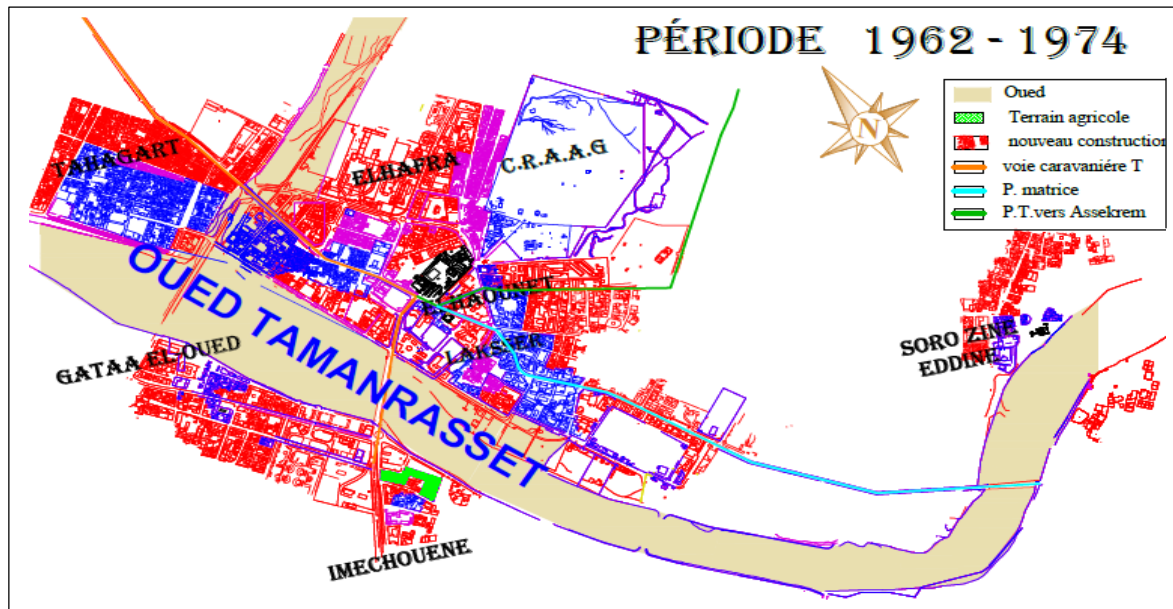 PÉRIODE 1962 - 1974
Oued
Terrain agricole
nouveau construction
voie caravaniére T
P. matrice
P.T.vers Assekrem
N
TAHAGART
ELHAFRA
C.R.A.A.G
OUED TAMANRASSET
GATAA EL-OUED
SORO ZINE
EDDINE
IMECHOUENE